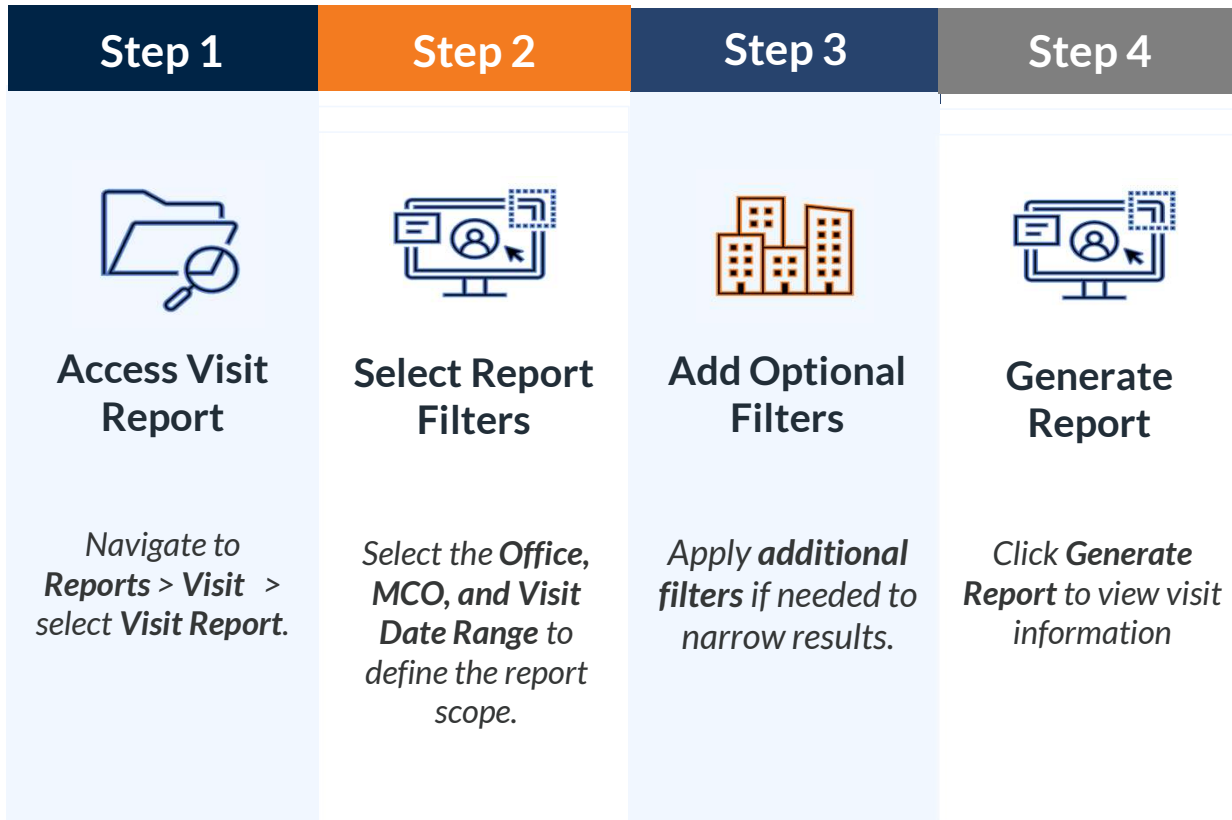 Step 1
Step 2
Step 3
Step 4
Access Visit
Report
Select Report
Filters
Add Optional
Filters
Generate
Report
Navigate to
Reports > Visit >
select Visit Report.
Select the Office,
MCO, and Visit
Date Range to
define the report
scope.
Apply additional
filters if needed to
narrow results.
Click Generate
Report to view visit
information